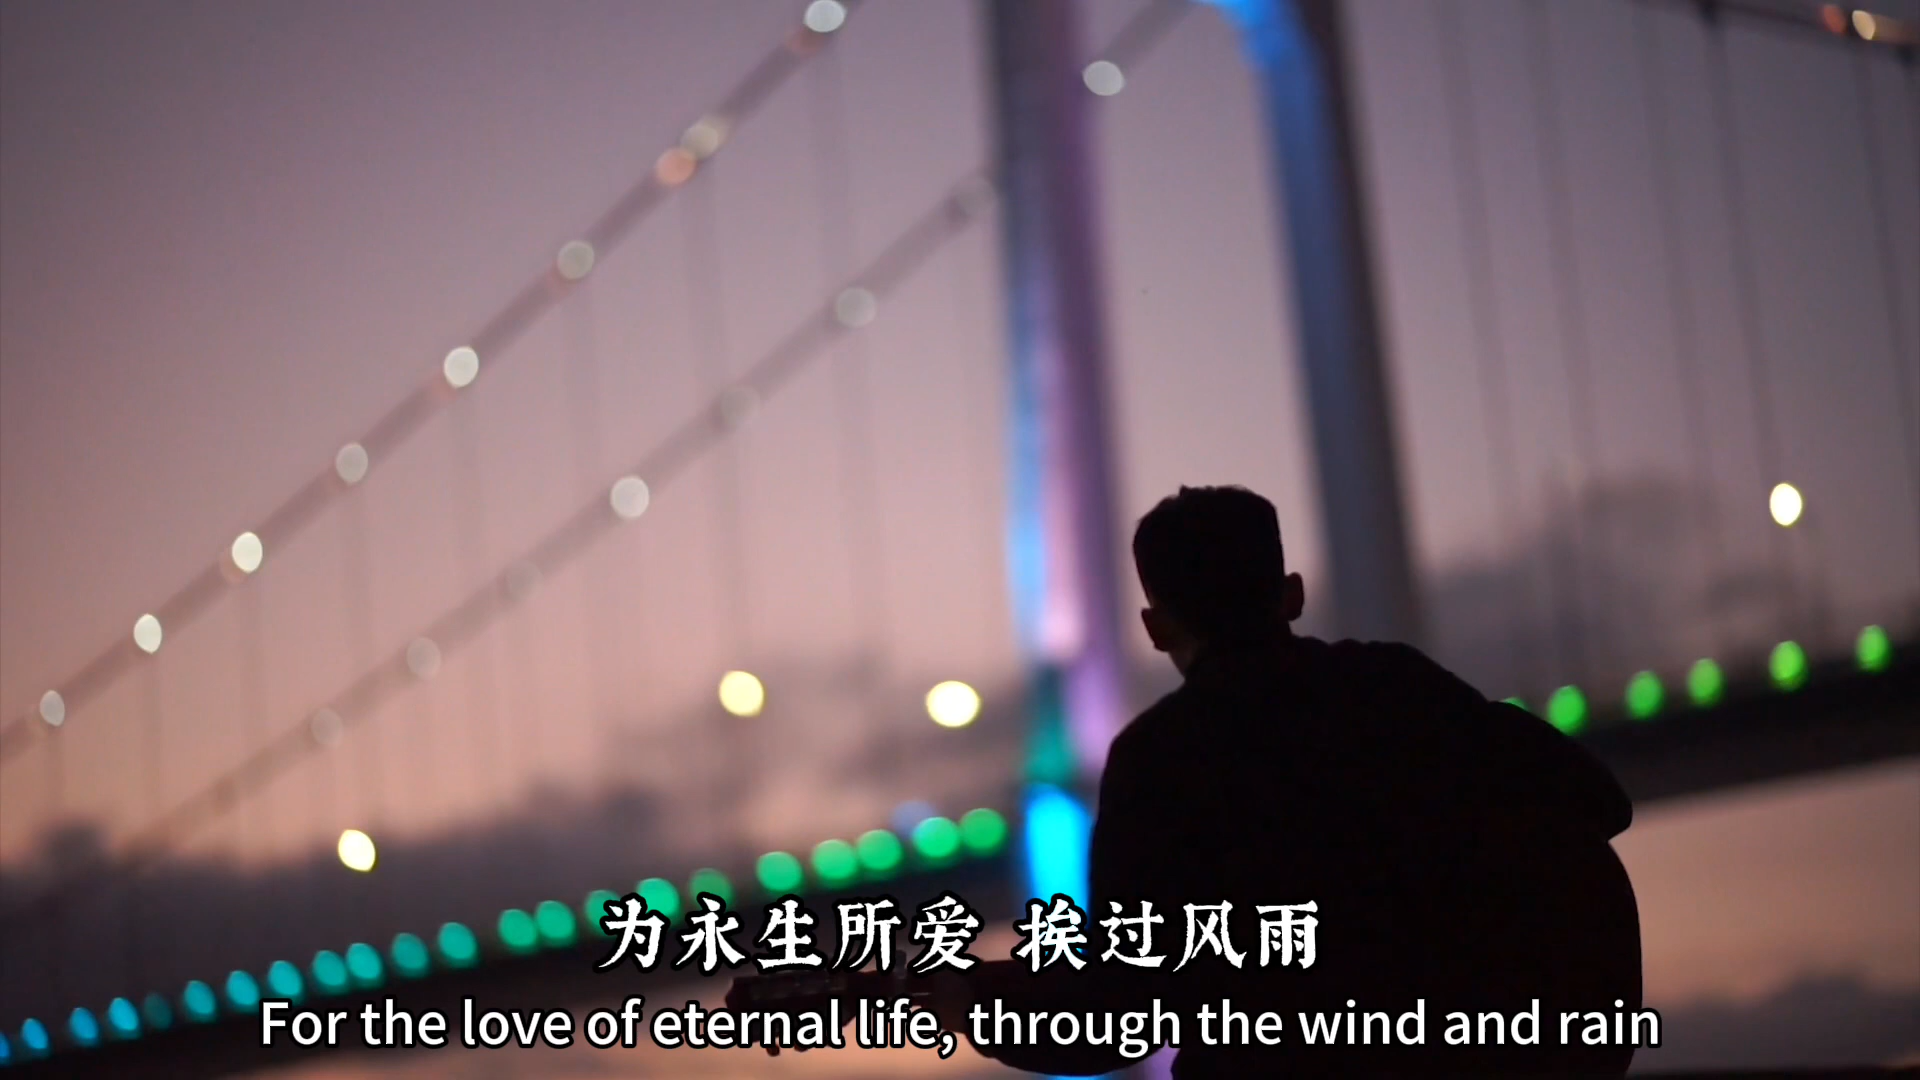 为永生所爱 挨过风雨
For the love of eternal life, through the wind and rain